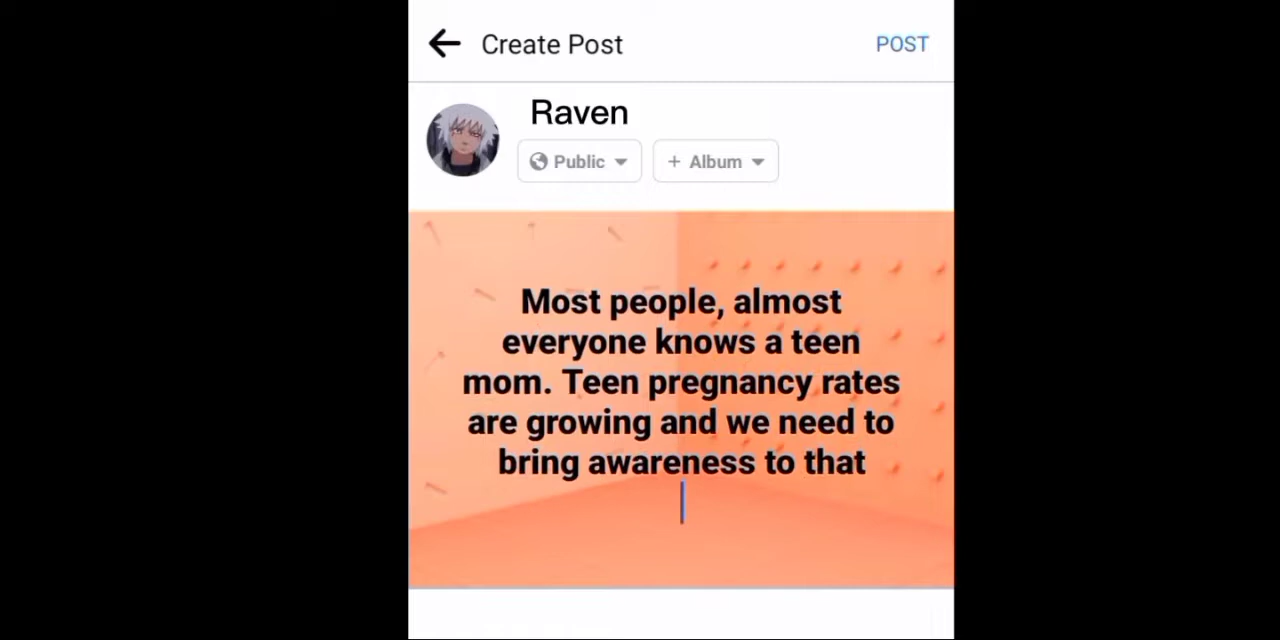 Create Post
POST
Raven
Public
+ Album
Most people, almost
everyone knows a teen
mom. Teen pregnancy rates
are growing and we need to
bring awareness to that